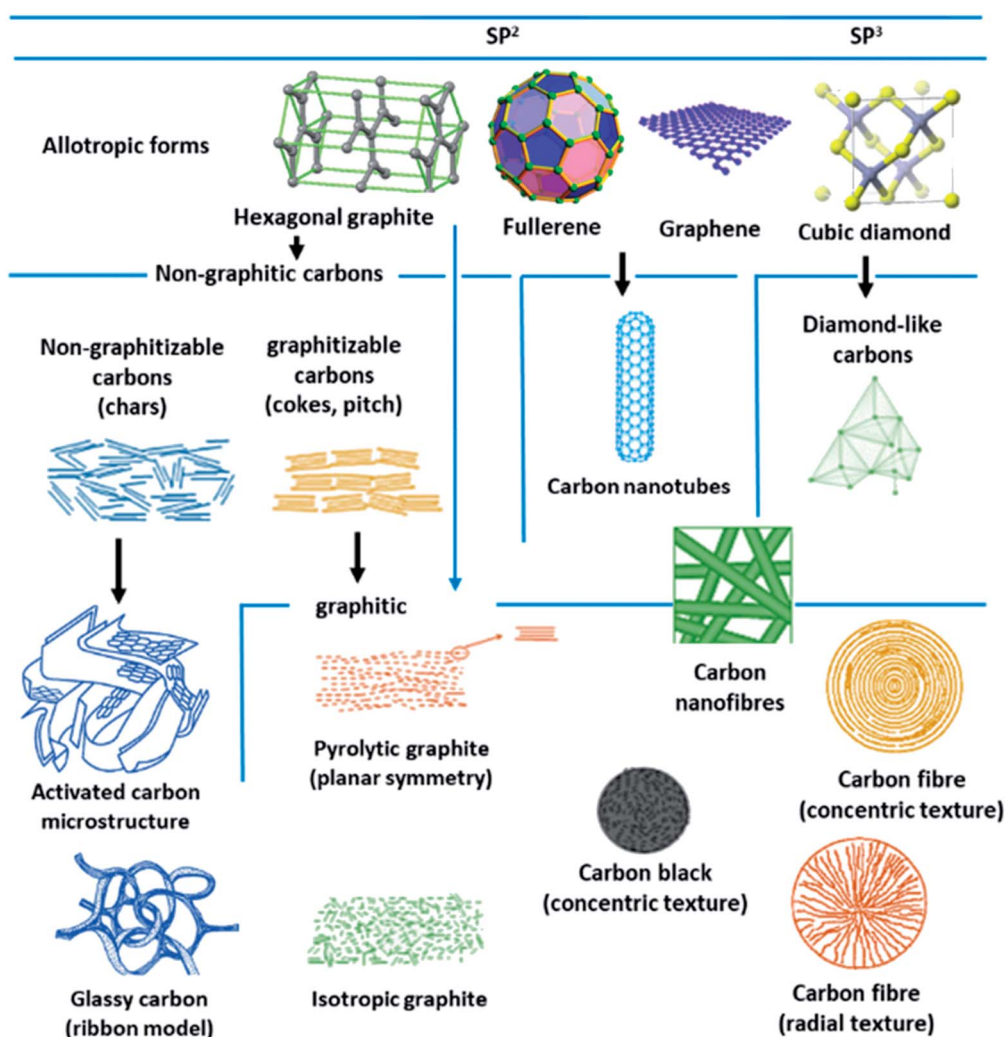 SP²
SP³
Allotropic forms
Hexagonal graphite
Fullerene
Graphene
Cubic diamond
Non-graphitic carbons
Non-graphitizable
carbons
(chars)
graphitizable
carbons
(cokes, pitch)
Carbon nanotubes
Diamond-like
carbons
graphitic
Activated carbon
microstructure
Pyrolytic graphite
(planar symmetry)
Carbon
nanofibres
Carbon fibre
(concentric texture)
Carbon black
(concentric texture)
Glassy carbon
(ribbon model)
Isotropic graphite
Carbon fibre
(radial texture)